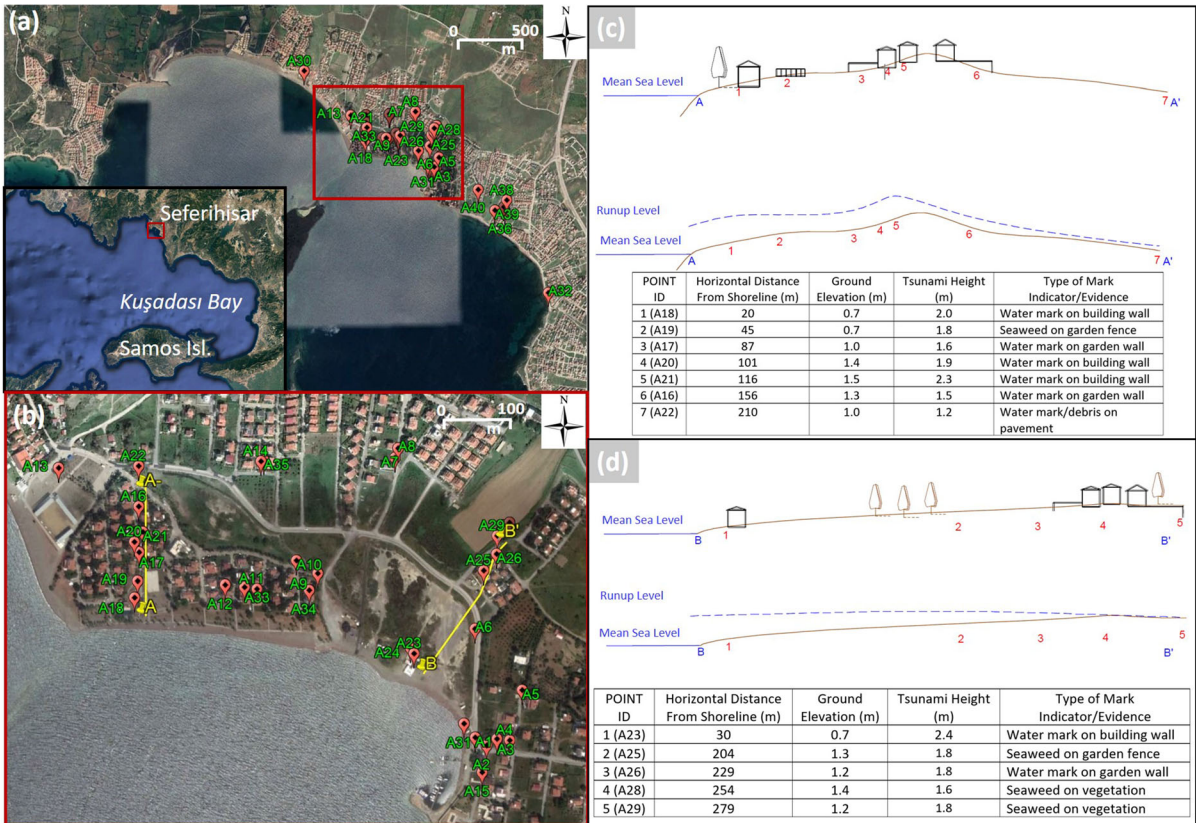 (a)
N
0 500
m
A30
A13
A21
A7
A8
A33
A9
A29
A28
A18
A23
A26
A25
A6
A5
A31
A3
A38
A40
A39
A36
A32
Seferihisar
Kuşadası Bay
Samos Isl.
(b)
0 100
m
N
A13
A22
A-
A14
A35
A8
A7
A16
A20
A21
A17
A19
A18
A
A10
A11
A9
A12
A33
A34
A29
B'
A25
A26
A6
A23
A24
B
A5
A31
A1
A4
A3
A2
A15
(c)
Mean Sea Level
A
1
2
3
4
5
6
7
A'
Runup Level
Mean Sea Level
A
1
2
3
4
5
6
7
A'
POINT ID Horizontal Distance From Shoreline (m) Ground Elevation (m) Tsunami Height (m) Type of Mark Indicator/Evidence
1 (A18) 20 0.7 2.0 Water mark on building wall
2 (A19) 45 0.7 1.8 Seaweed on garden fence
3 (A17) 87 1.0 1.6 Water mark on garden wall
4 (A20) 101 1.4 1.9 Water mark on building wall
5 (A21) 116 1.5 2.3 Water mark on building wall
6 (A16) 156 1.3 1.5 Water mark on garden wall
7 (A22) 210 1.0 1.2 Water mark/debris on pavement
(d)
Mean Sea Level
B
1
2
3
4
5
B'
Runup Level
Mean Sea Level
B
1
2
3
4
5
B'
POINT ID Horizontal Distance From Shoreline (m) Ground Elevation (m) Tsunami Height (m) Type of Mark Indicator/Evidence
1 (A23) 30 0.7 2.4 Water mark on building wall
2 (A25) 204 1.3 1.8 Seaweed on garden fence
3 (A26) 229 1.2 1.8 Water mark on garden wall
4 (A28) 254 1.4 1.6 Seaweed on vegetation
5 (A29) 279 1.2 1.8 Seaweed on vegetation